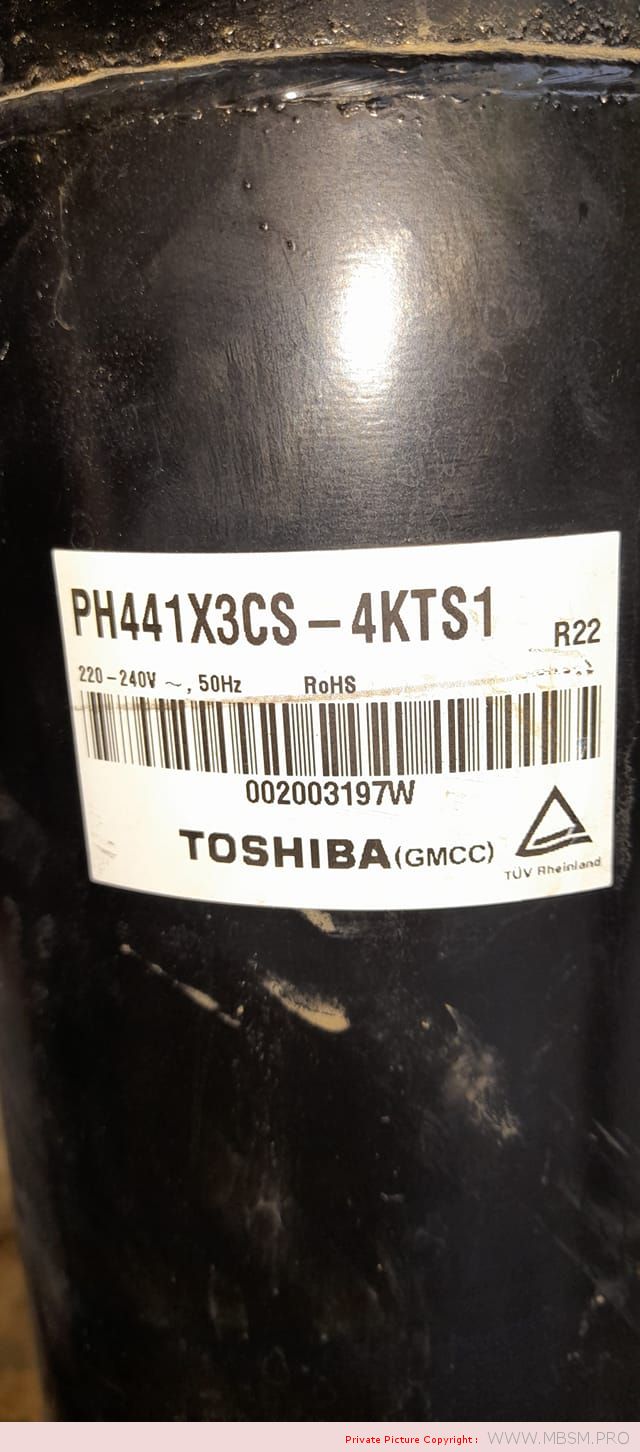 PH441X3CS-4KTS1
R22
220-240V ~, 50Hz RoHS
002003197W
TOSHIBA(GMCC)
TÜV Rheinland
Private Picture Copyright : WWW.MBSM.PRO